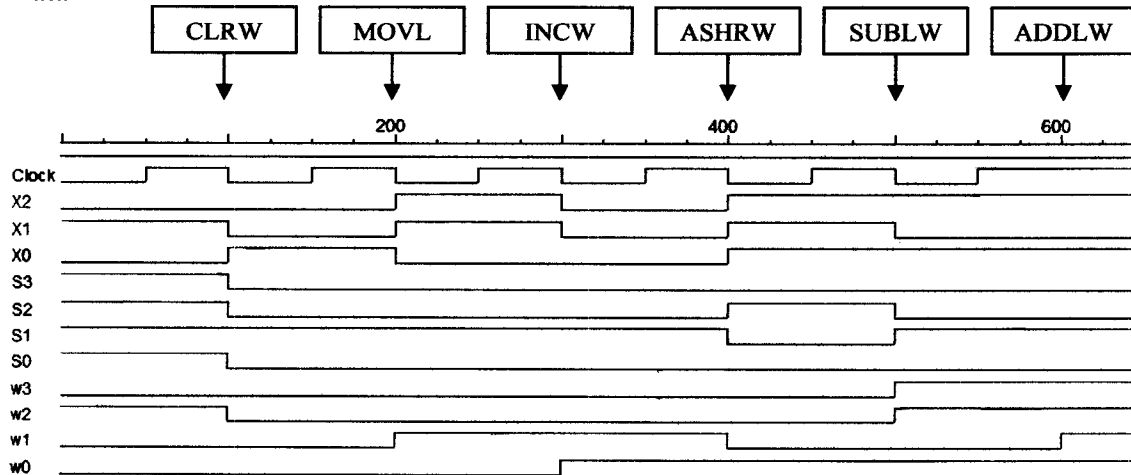 CLRW MOVL INCW ASHRW SUBLW ADDLW
200 400 600
Clock
X2
X1
X0
S3
S2
S1
S0
w3
w2
w1
w0